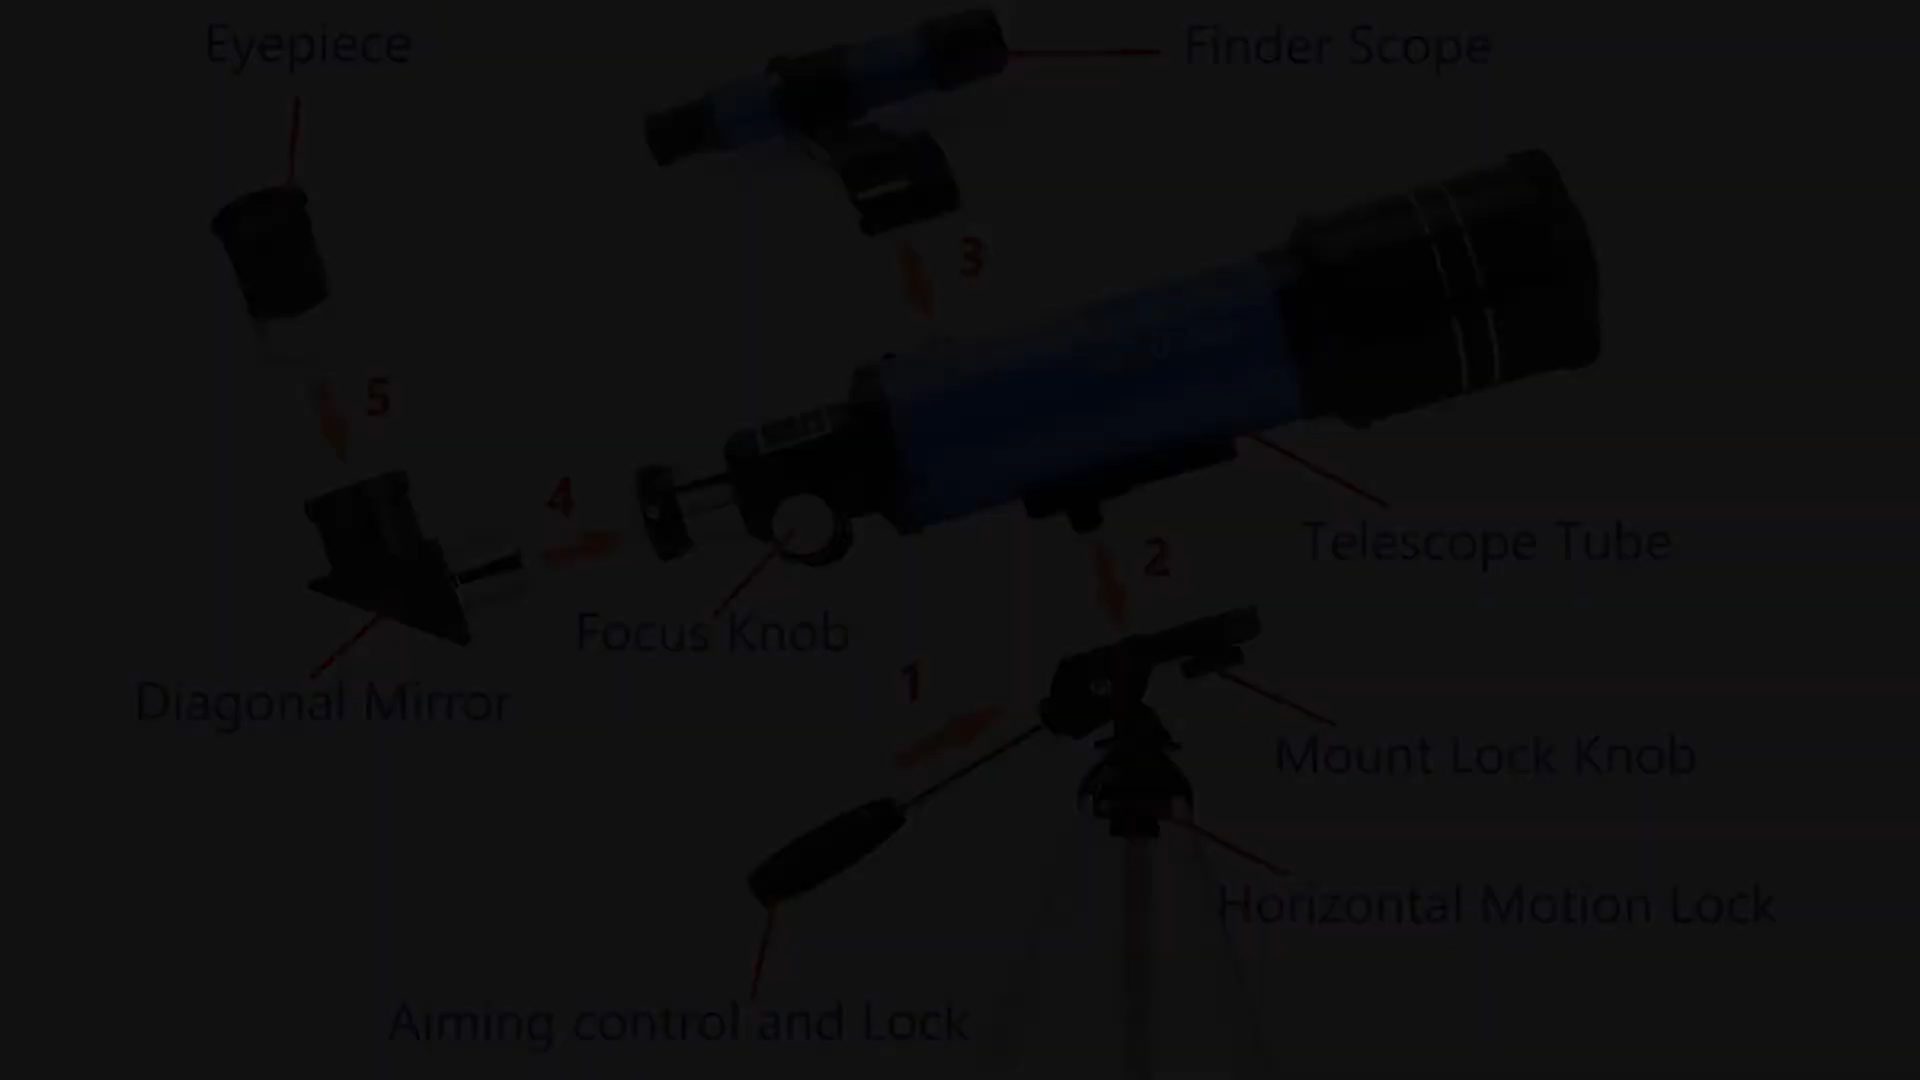 Eyepiece
Finder Scope
3
5
4
2
Telescope Tube
Focus Knob
1
Diagonal Mirror
Mount Lock Knob
Horizontal Motion Lock
Aiming control and Lock